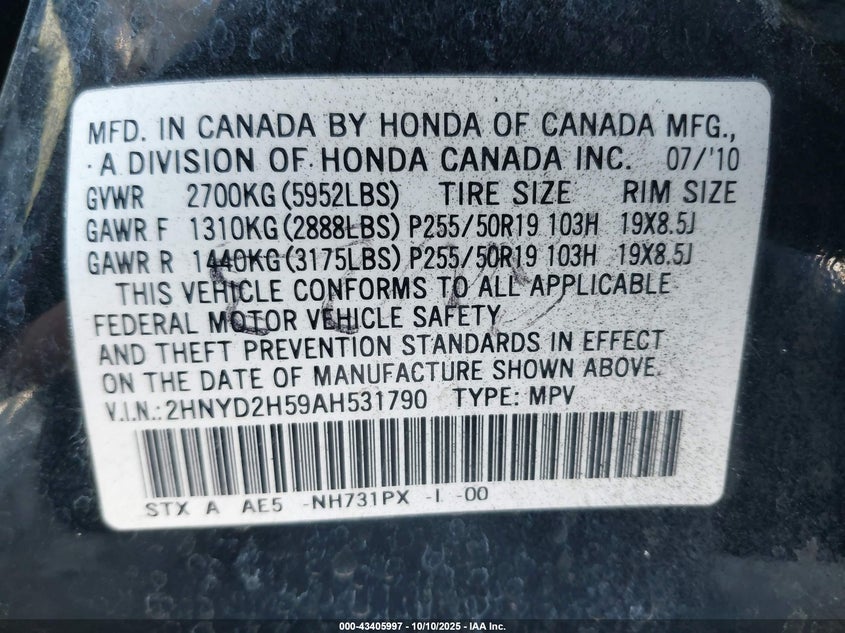 MFD. IN CANADA BY HONDA OF CANADA MFG.,
A DIVISION OF HONDA CANADA INC. 07/'10
GVWR 2700KG(5952LBS) TIRE SIZE RIM SIZE
GAWR F 1310KG(2888LBS) P255/50R19 103H 19X8.5J
GAWR R 1440KG(3175LBS) P255/50R19 103H 19X8.5J
THIS VEHICLE CONFORMS TO ALL APPLICABLE
FEDERAL MOTOR VEHICLE SAFETY
AND THEFT PREVENTION STANDARDS IN EFFECT
ON THE DATE OF MANUFACTURE SHOWN ABOVE.
V.I.N.:2HNYD2H59AH531790 TYPE: MPV
STX A AE5 -NH731PX -I -00
000-43405997 - 10/10/2025 - IAA Inc.